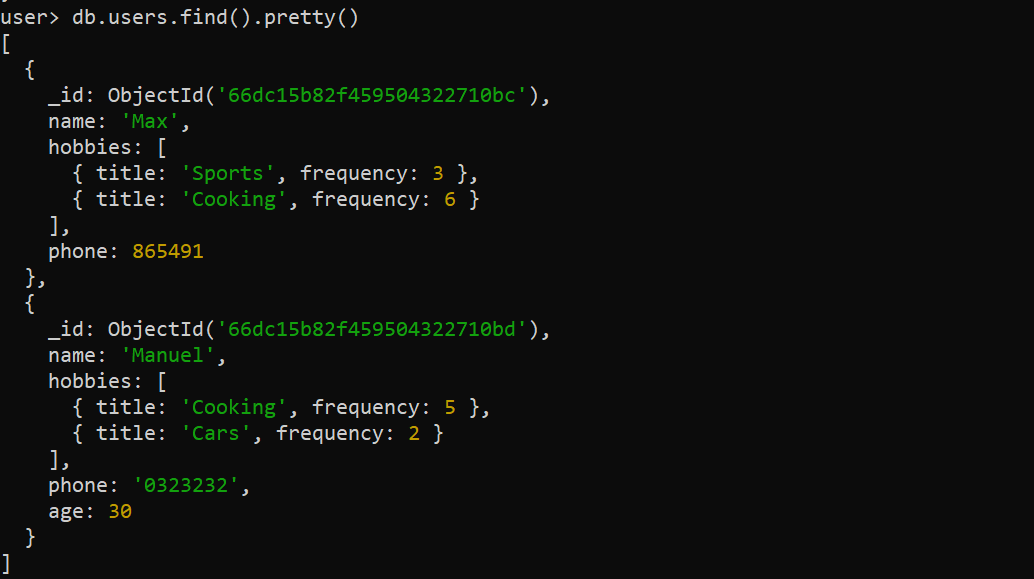 user> db.users.find().pretty()
[
  {
    _id: ObjectId('66dc15b82f459504322710bc'),
    name: 'Max',
    hobbies: [
      { title: 'Sports', frequency: 3 },
      { title: 'Cooking', frequency: 6 }
    ],
    phone: 865491
  },
  {
    _id: ObjectId('66dc15b82f459504322710bd'),
    name: 'Manuel',
    hobbies: [
      { title: 'Cooking', frequency: 5 },
      { title: 'Cars', frequency: 2 }
    ],
    phone: '0323232',
    age: 30
  }
]